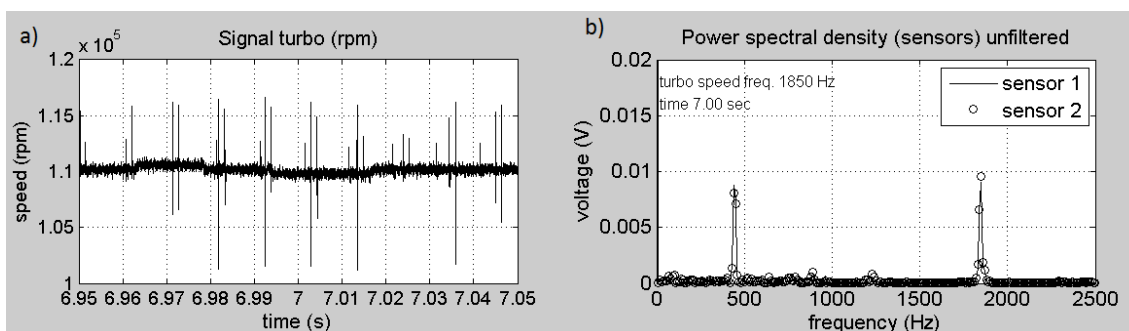 a)
Signal turbo (rpm)
1.2 x 10^5
1.15
1.1
1.05
1
speed (rpm)
6.95 6.96 6.97 6.98 6.99 7 7.01 7.02 7.03 7.04 7.05
time (s)
b)
Power spectral density (sensors) unfiltered
0.02
0.015
0.01
0.005
0
voltage (V)
turbo speed freq. 1850 Hz
time 7.00 sec
sensor 1
sensor 2
0 500 1000 1500 2000 2500
frequency (Hz)